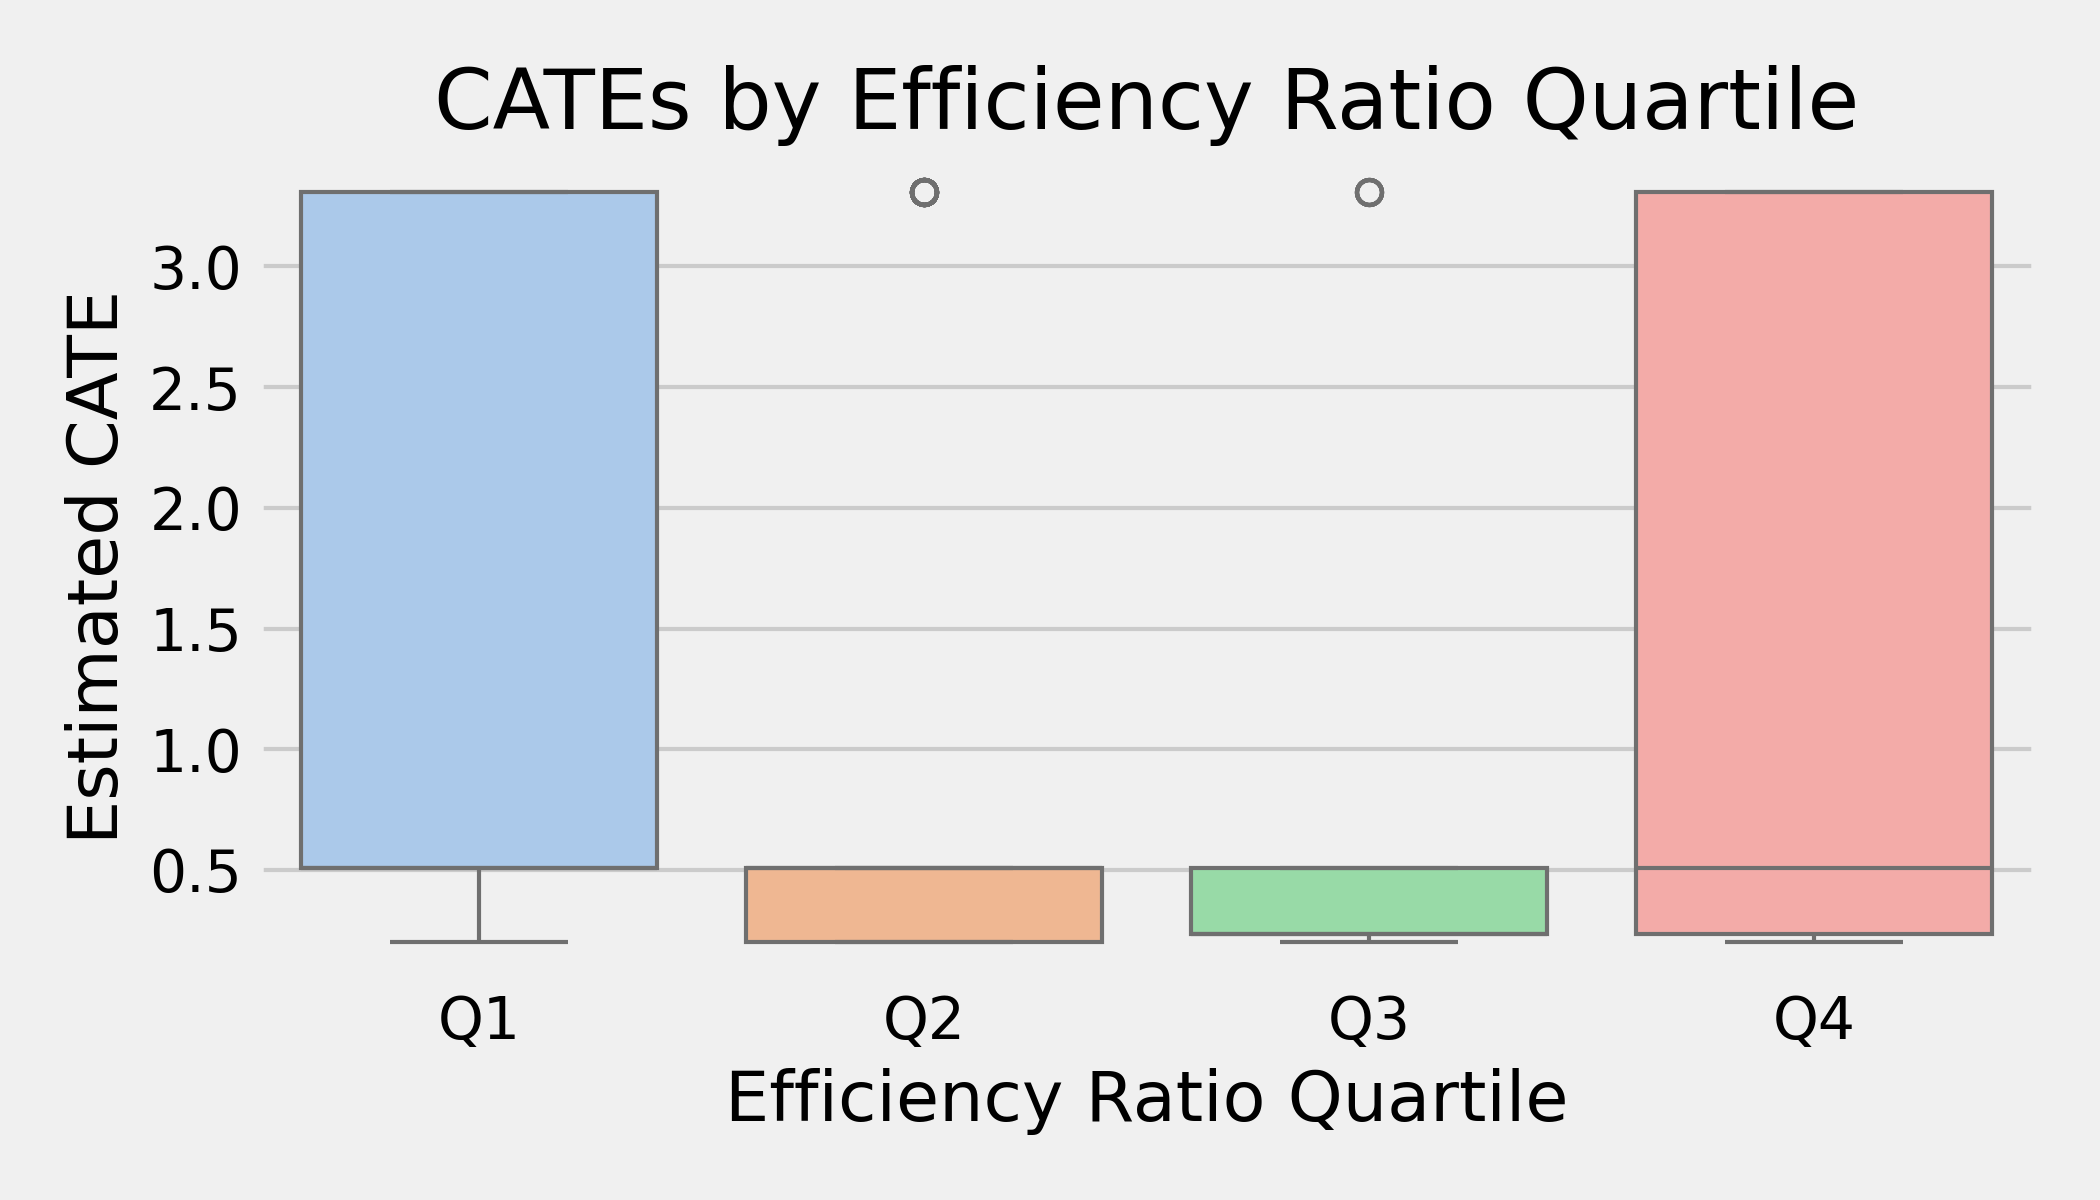 CATEs by Efficiency Ratio Quartile
Estimated CATE
3.0
2.5
2.0
1.5
1.0
0.5
Q1 Q2 Q3 Q4
Efficiency Ratio Quartile